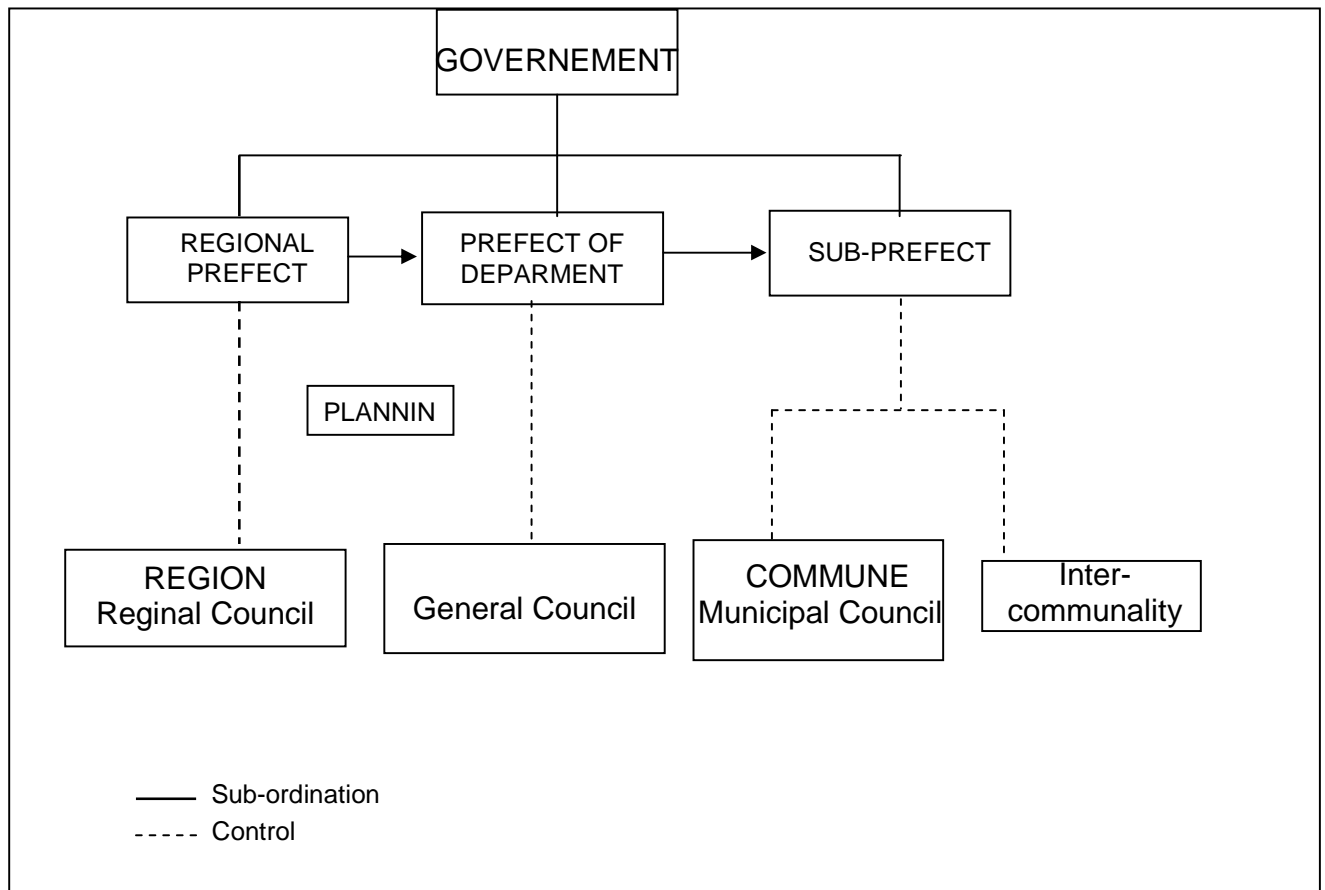 GOVERNEMENT
REGIONAL
PREFECT
PREFECT OF
DEPARMENT
SUB-PREFECT
PLANNIN
REGION
Reginal Council
General Council
COMMUNE
Municipal Council
Inter-
communality
Sub-ordination
Control